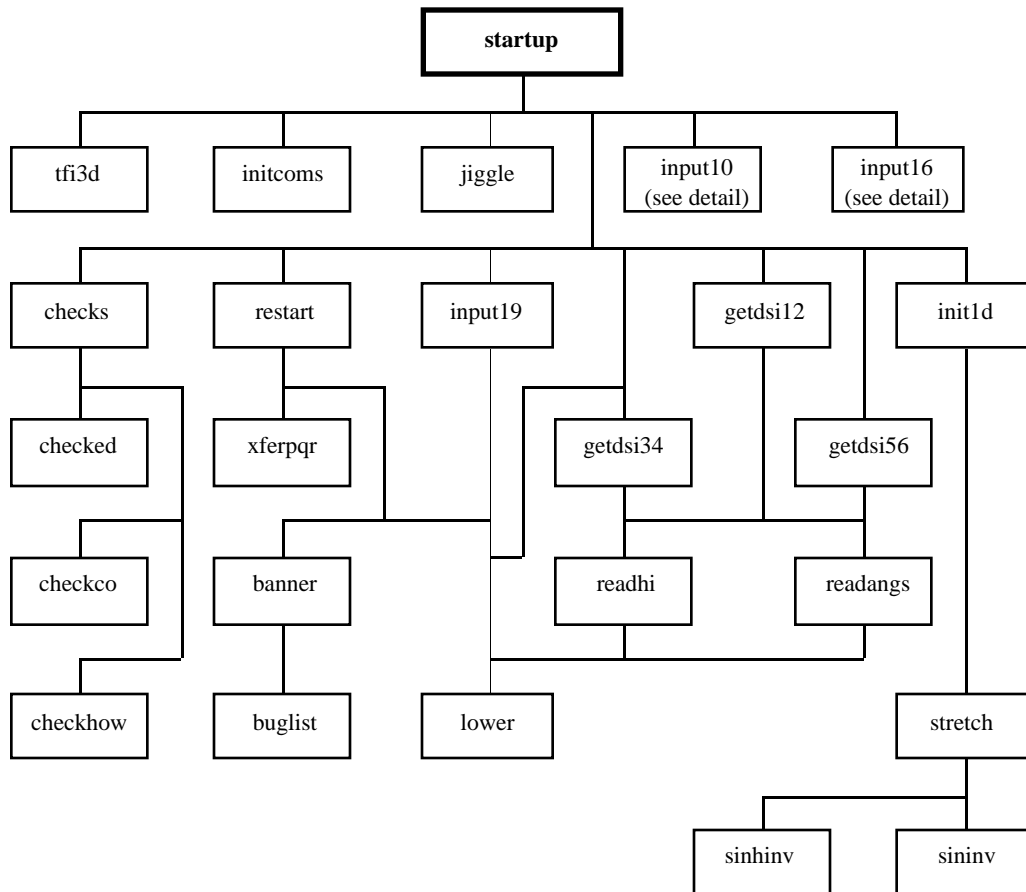 startup
tfi3d
initcoms
jiggle
input10
(see detail)
input16
(see detail)
checks
restart
input19
getdsi12
init1d
checked
xferpqr
getdsi34
getdsi56
checkco
banner
readhi
readangs
checkhow
buglist
lower
stretch
sinhinv
sininv